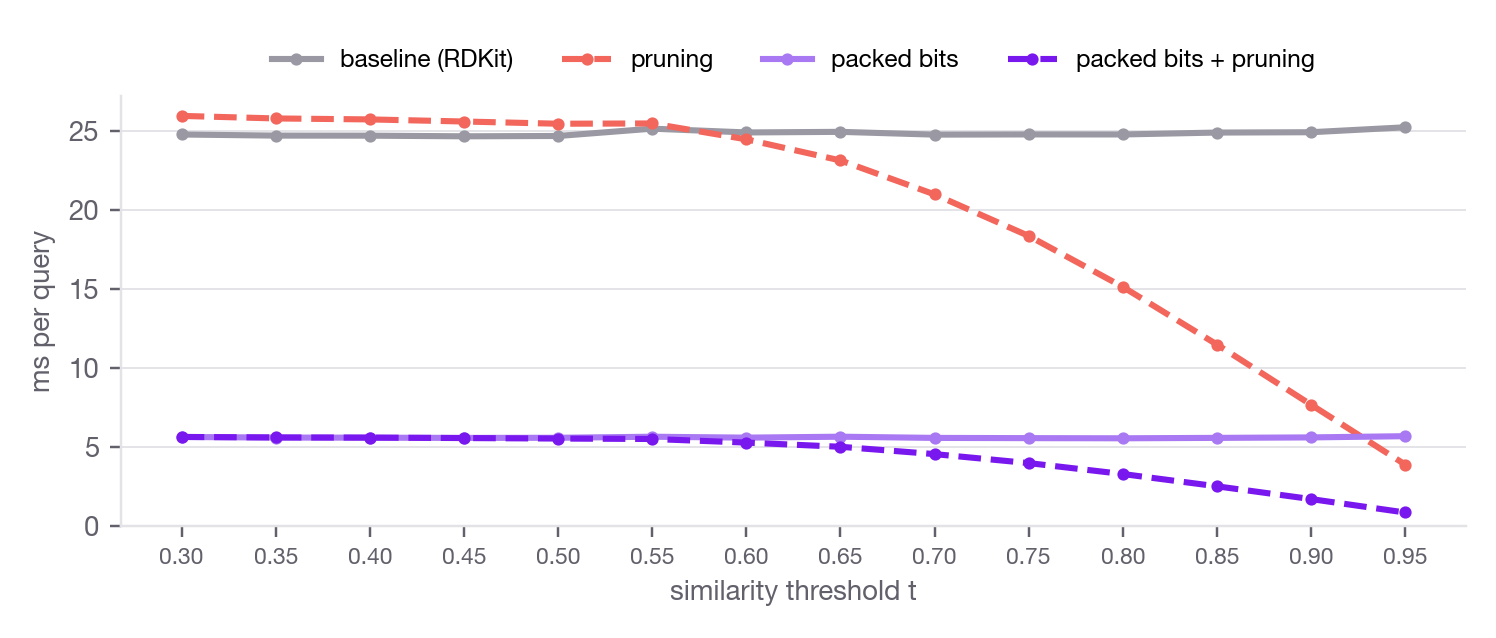 baseline (RDKit) pruning packed bits packed bits + pruning
25
20
15
10
5
0
ms per query
0.30 0.35 0.40 0.45 0.50 0.55 0.60 0.65 0.70 0.75 0.80 0.85 0.90 0.95
similarity threshold t